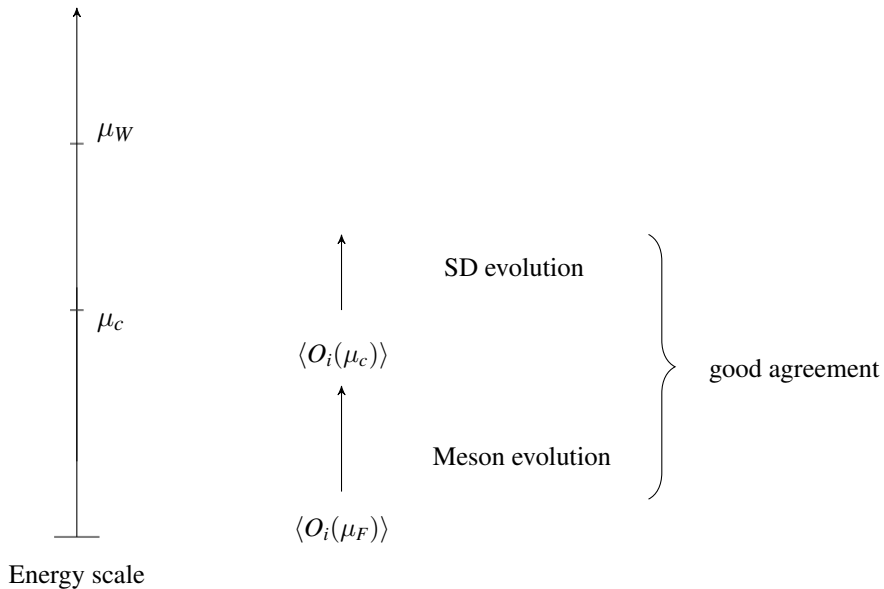 μ_W
SD evolution
μ_c
⟨O_i(μ_c)⟩
good agreement
Meson evolution
⟨O_i(μ_F)⟩
Energy scale